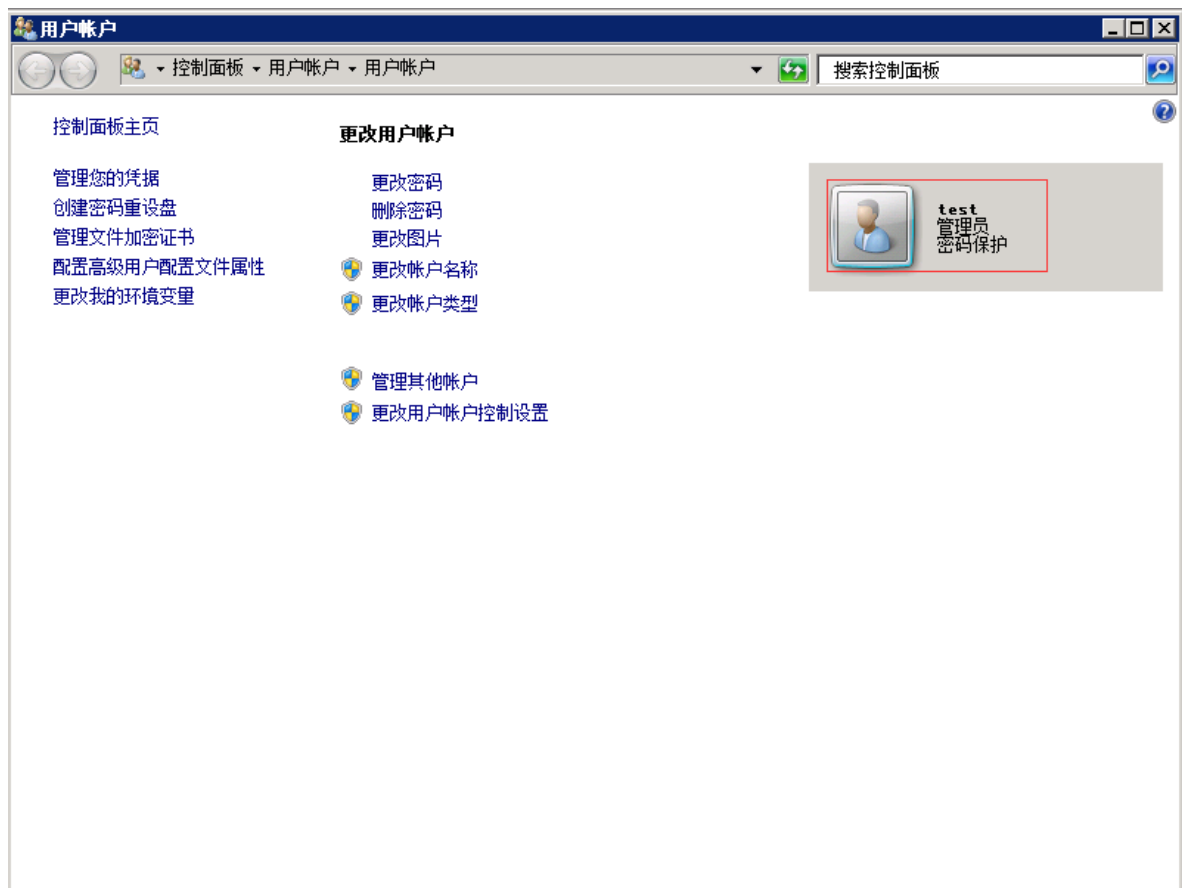 用户帐户
控制面板 用户帐户 用户帐户
搜索控制面板
控制面板主页
管理您的凭据
创建密码重设盘
管理文件加密证书
配置高级用户配置文件属性
更改我的环境变量
更改用户帐户
更改密码
删除密码
更改图片
更改帐户名称
更改帐户类型
管理其他帐户
更改用户帐户控制设置
test
管理员
密码保护